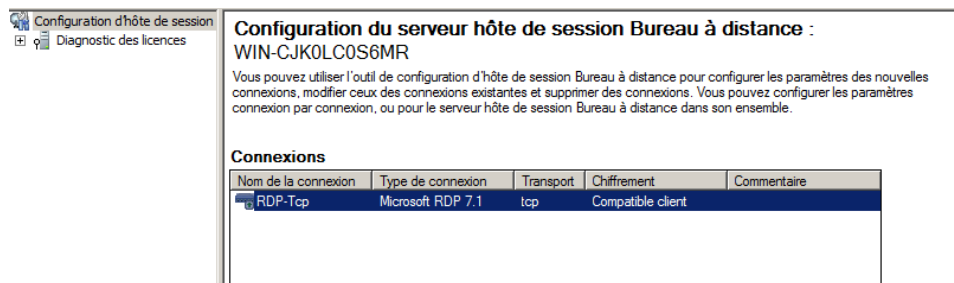 Configuration d'hôte de session
Diagnostic des licences
Configuration du serveur hôte de session Bureau à distance :
WIN-CJK0LC0S6MR
Vous pouvez utiliser l'outil de configuration d'hôte de session Bureau à distance pour configurer les paramètres des nouvelles
connexions, modifier ceux des connexions existantes et supprimer des connexions. Vous pouvez configurer les paramètres
connexion par connexion, ou pour le serveur hôte de session Bureau à distance dans son ensemble.
Connexions
Nom de la connexion Type de connexion Transport Chiffrement Commentaire
RDP-Tcp Microsoft RDP 7.1 tcp Compatible client